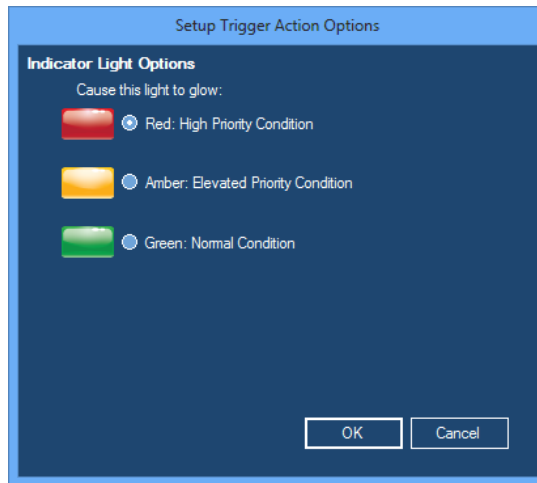 Setup Trigger Action Options
Indicator Light Options
Cause this light to glow:
Red: High Priority Condition
Amber: Elevated Priority Condition
Green: Normal Condition
OK
Cancel